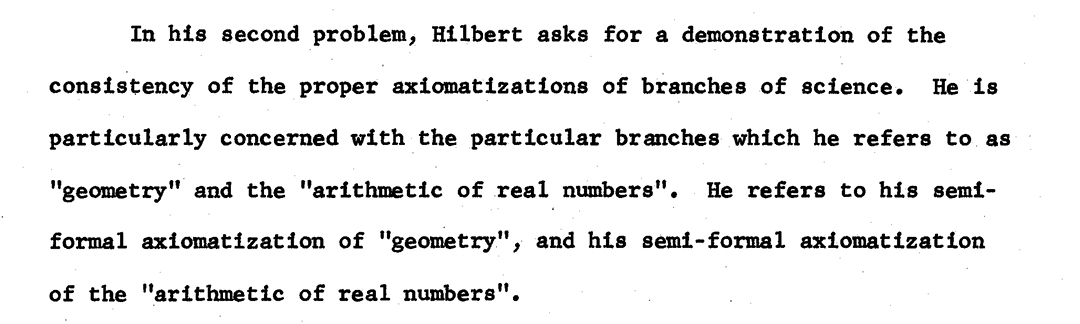 In his second problem, Hilbert asks for a demonstration of the
consistency of the proper axiomatizations of branches of science. He is
particularly concerned with the particular branches which he refers to as
"geometry" and the "arithmetic of real numbers". He refers to his semi-
formal axiomatization of "geometry", and his semi-formal axiomatization
of the "arithmetic of real numbers".